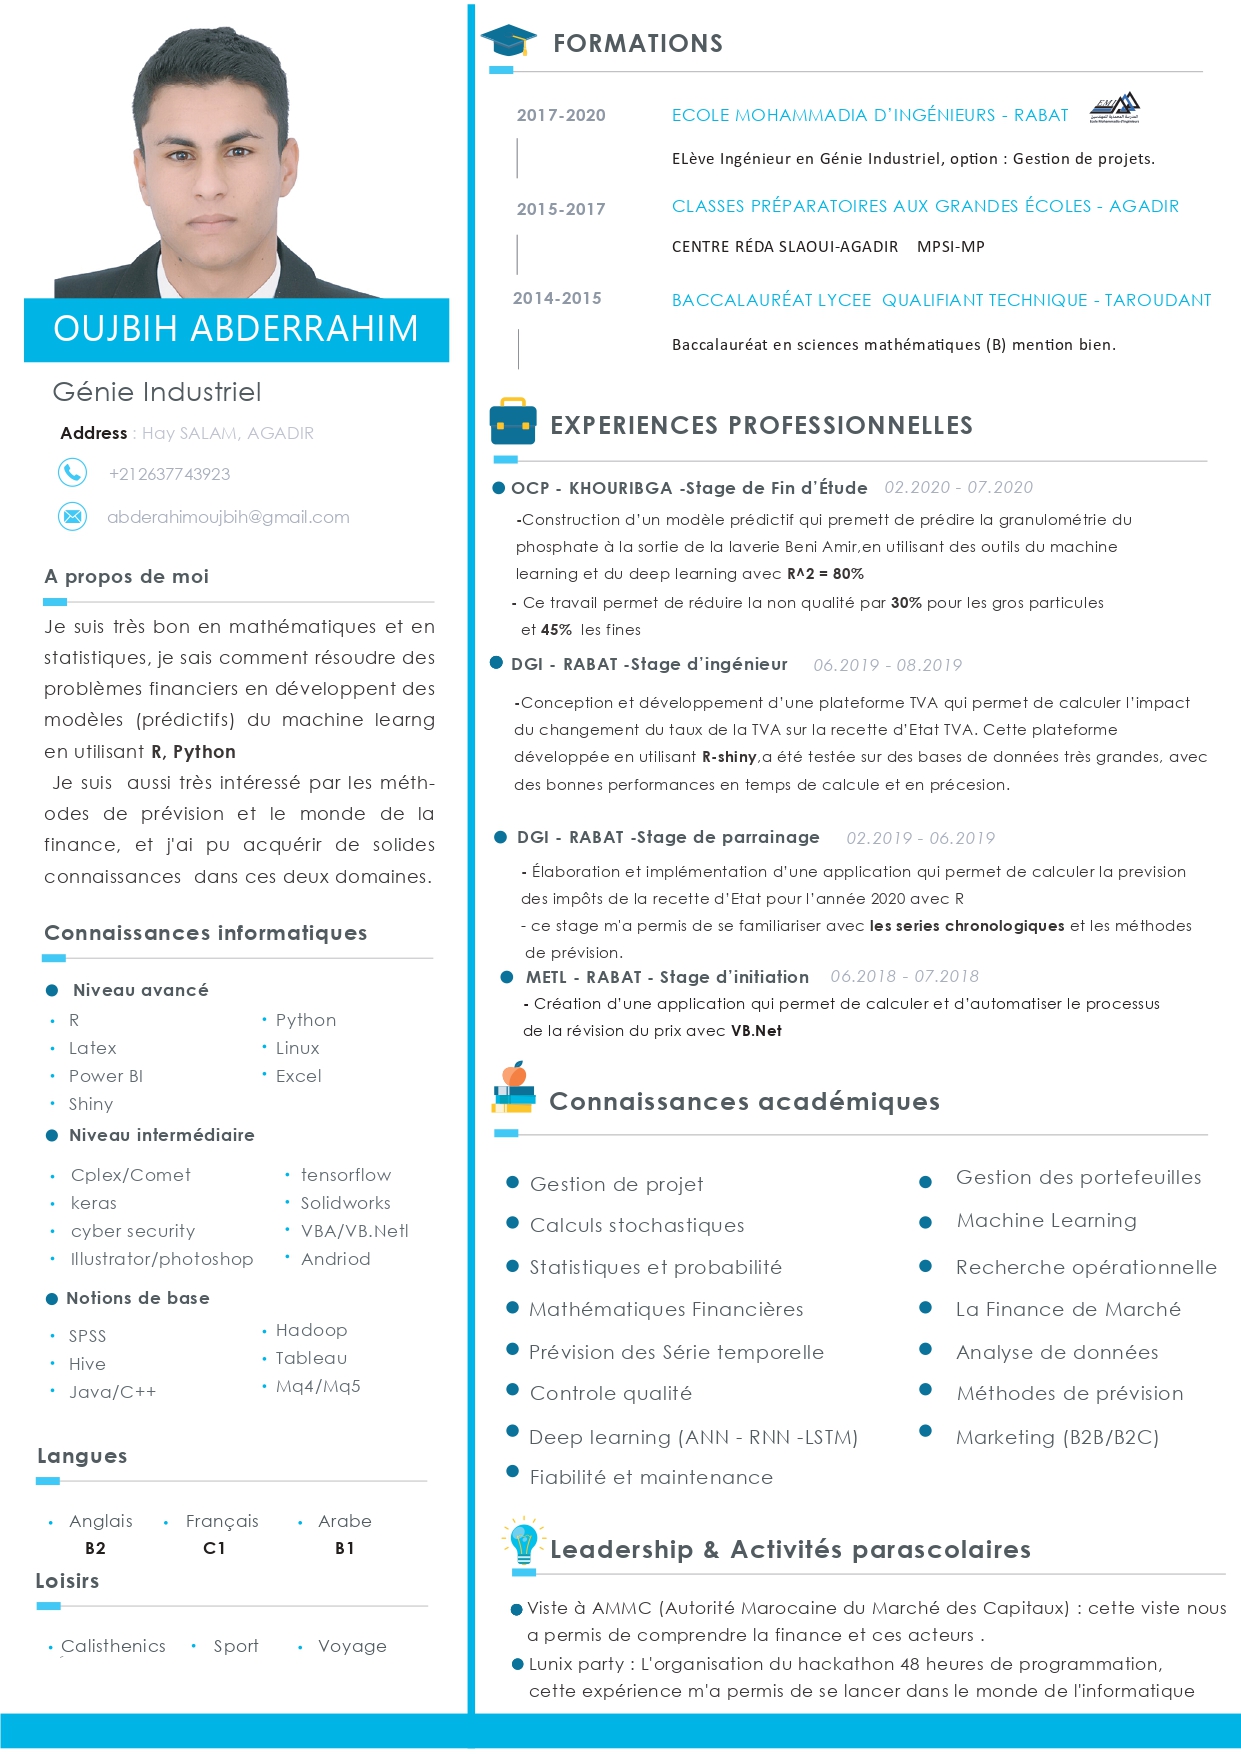 OUJBIH ABDERRAHIM
Génie Industriel
Address : Hay SALAM, AGADIR
+212637743923
abderahimoujbih@gmail.com
A propos de moi
Je suis très bon en mathématiques et en
statistiques, je sais comment résoudre des
problèmes financiers en développent des
modèles (prédictifs) du machine learng
en utilisant R, Python
Je suis aussi très intéressé par les méth-
odes de prévision et le monde de la
finance, et j'ai pu acquérir de solides
connaissances dans ces deux domaines.
Connaissances informatiques
Niveau avancé
R
Latex
Power BI
Shiny
Python
Linux
Excel
Niveau intermédiaire
Cplex/Comet
keras
cyber security
Illustrator/photoshop
tensorflow
Solidworks
VBA/VB.Netl
Andriod
Notions de base
SPSS
Hive
Java/C++
Hadoop
Tableau
Mq4/Mq5
Langues
Anglais Français Arabe
B2 C1 B1
Loisirs
Calisthenics Sport Voyage
FORMATIONS
2017-2020 ECOLE MOHAMMADIA D’INGÉNIEURS - RABAT
EMI
ELève Ingénieur en Génie Industriel, option : Gestion de projets.
2015-2017 CLASSES PRÉPARATOIRES AUX GRANDES ÉCOLES - AGADIR
CENTRE RÉDA SLAOUI-AGADIR MPSI-MP
2014-2015 BACCALAURÉAT LYCEE QUALIFIANT TECHNIQUE - TAROUDANT
Baccalauréat en sciences mathématiques (B) mention bien.
EXPERIENCES PROFESSIONNELLES
OCP - KHOURIBGA -Stage de Fin d’Étude 02.2020 - 07.2020
-Construction d’un modèle prédictif qui premett de prédire la granulométrie du
phosphate à la sortie de la laverie Beni Amir,en utilisant des outils du machine
learning et du deep learning avec R^2 = 80%
- Ce travail permet de réduire la non qualité par 30% pour les gros particules
et 45% les fines
DGI - RABAT -Stage d’ingénieur 06.2019 - 08.2019
-Conception et développement d’une plateforme TVA qui permet de calculer l’impact
du changement du taux de la TVA sur la recette d’Etat TVA. Cette plateforme
développée en utilisant R-shiny,a été testée sur des bases de données très grandes, avec
des bonnes performances en temps de calcule et en précesion.
DGI - RABAT -Stage de parrainage 02.2019 - 06.2019
- Élaboration et implémentation d’une application qui permet de calculer la prevision
des impôts de la recette d’Etat pour l’année 2020 avec R
- ce stage m'a permis de se familiariser avec les series chronologiques et les méthodes
de prévision.
METL - RABAT - Stage d’initiation 06.2018 - 07.2018
- Création d’une application qui permet de calculer et d’automatiser le processus
de la révision du prix avec VB.Net
Connaissances académiques
Gestion de projet
Calculs stochastiques
Statistiques et probabilité
Mathématiques Financières
Prévision des Série temporelle
Controle qualité
Deep learning (ANN - RNN -LSTM)
Fiabilité et maintenance
Gestion des portefeuilles
Machine Learning
Recherche opérationnelle
La Finance de Marché
Analyse de données
Méthodes de prévision
Marketing (B2B/B2C)
Leadership & Activités parascolaires
Viste à AMMC (Autorité Marocaine du Marché des Capitaux) : cette viste nous
a permis de comprendre la finance et ces acteurs .
Lunix party : L'organisation du hackathon 48 heures de programmation,
cette expérience m'a permis de se lancer dans le monde de l'informatique